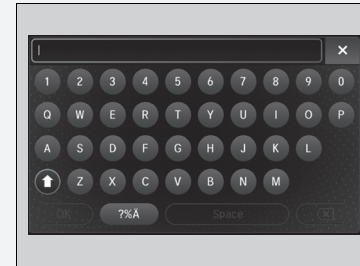 1 2 3 4 5 6 7 8 9 0
Q W E R T Y U I O P
A S D F G H J K L
Z X C V B N M
OK ?%Ä Space